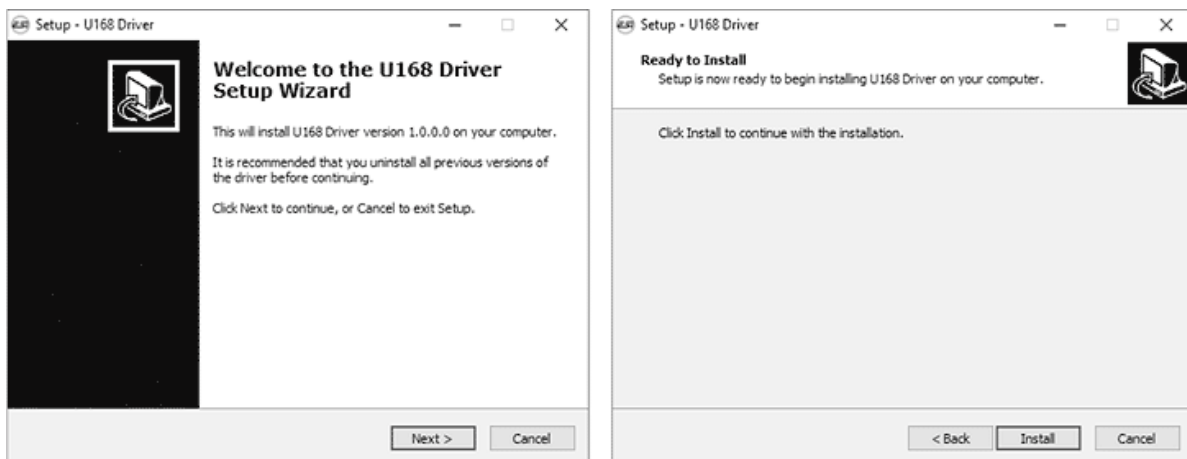 Setup - U168 Driver
Welcome to the U168 Driver
Setup Wizard
This will install U168 Driver version 1.0.0.0 on your computer.
It is recommended that you uninstall all previous versions of
the driver before continuing.
Click Next to continue, or Cancel to exit Setup.
Next >
Cancel
Setup - U168 Driver
Ready to Install
Setup is now ready to begin installing U168 Driver on your computer.
Click Install to continue with the installation.
< Back
Install
Cancel